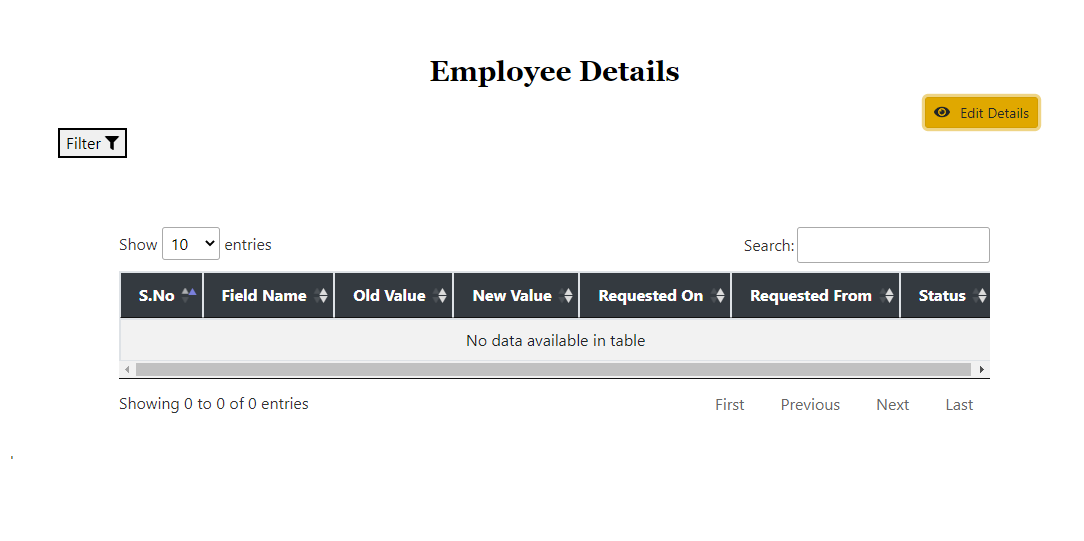 Employee Details
Edit Details
Filter
Show 10 entries Search:
S.No Field Name Old Value New Value Requested On Requested From Status
No data available in table
Showing 0 to 0 of 0 entries First Previous Next Last